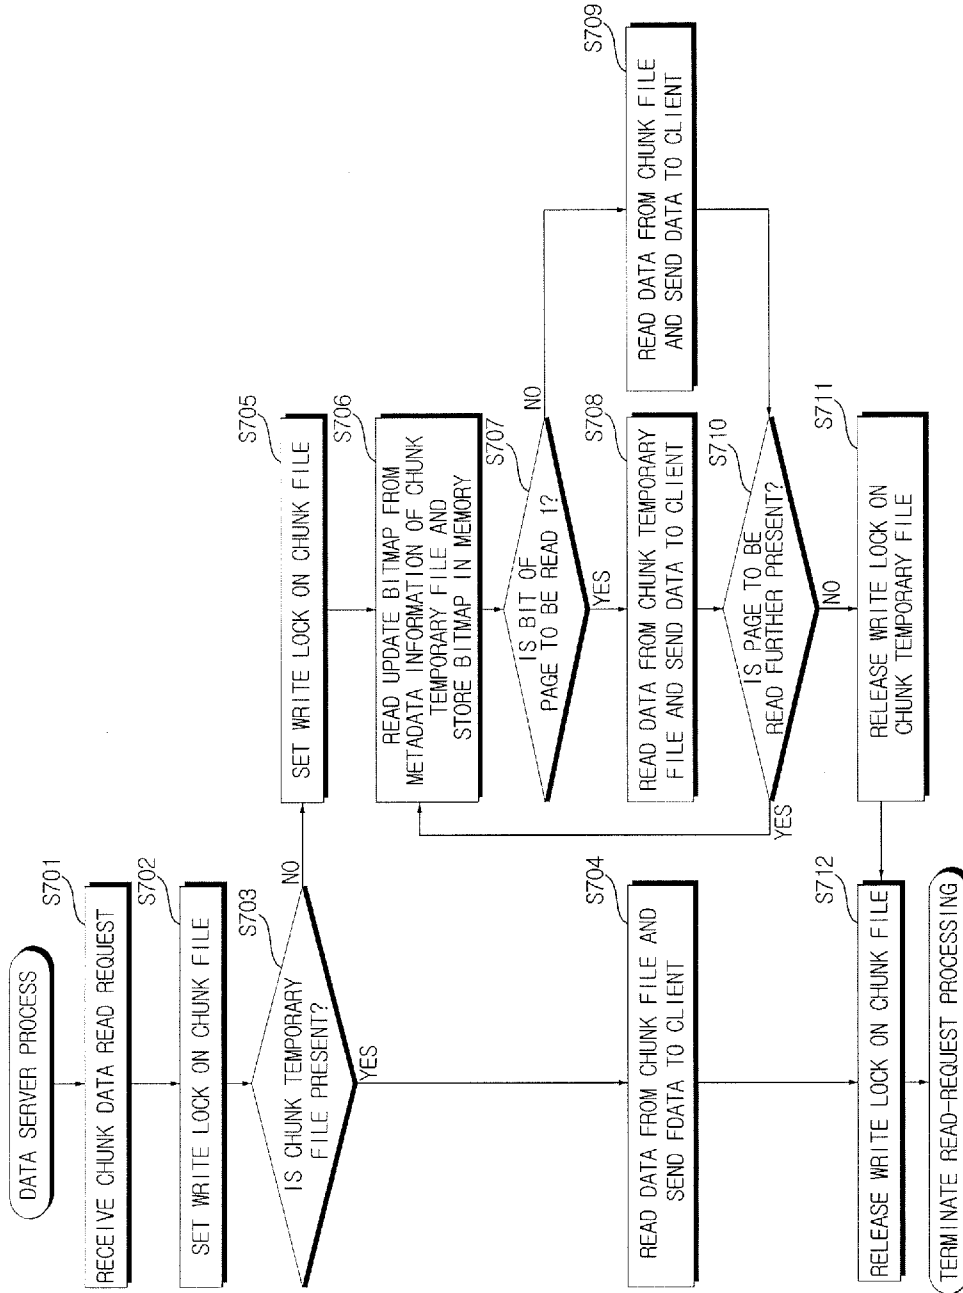 DATA SERVER PROCESS
S701
RECEIVE CHUNK DATA READ REQUEST
S702
SET WRITE LOCK ON CHUNK FILE
S703
IS CHUNK TEMPORARY
FILE PRESENT?
NO
YES
S704
READ DATA FROM CHUNK FILE AND
SEND FDATA TO CLIENT
S705
SET WRITE LOCK ON CHUNK FILE
S706
READ UPDATE BITMAP FROM
METADATA INFORMATION OF CHUNK
TEMPORARY FILE AND
STORE BITMAP IN MEMORY
S707
IS BIT OF
PAGE TO BE READ 1?
NO
YES
S708
READ DATA FROM CHUNK TEMPORARY
FILE AND SEND DATA TO CLIENT
S709
READ DATA FROM CHUNK FILE
AND SEND DATA TO CLIENT
S710
IS PAGE TO BE
READ FURTHER PRESENT?
YES
NO
S711
RELEASE WRITE LOCK ON
CHUNK TEMPORARY FILE
S712
RELEASE WRITE LOCK ON CHUNK FILE
TERMINATE READ-REQUEST PROCESSING